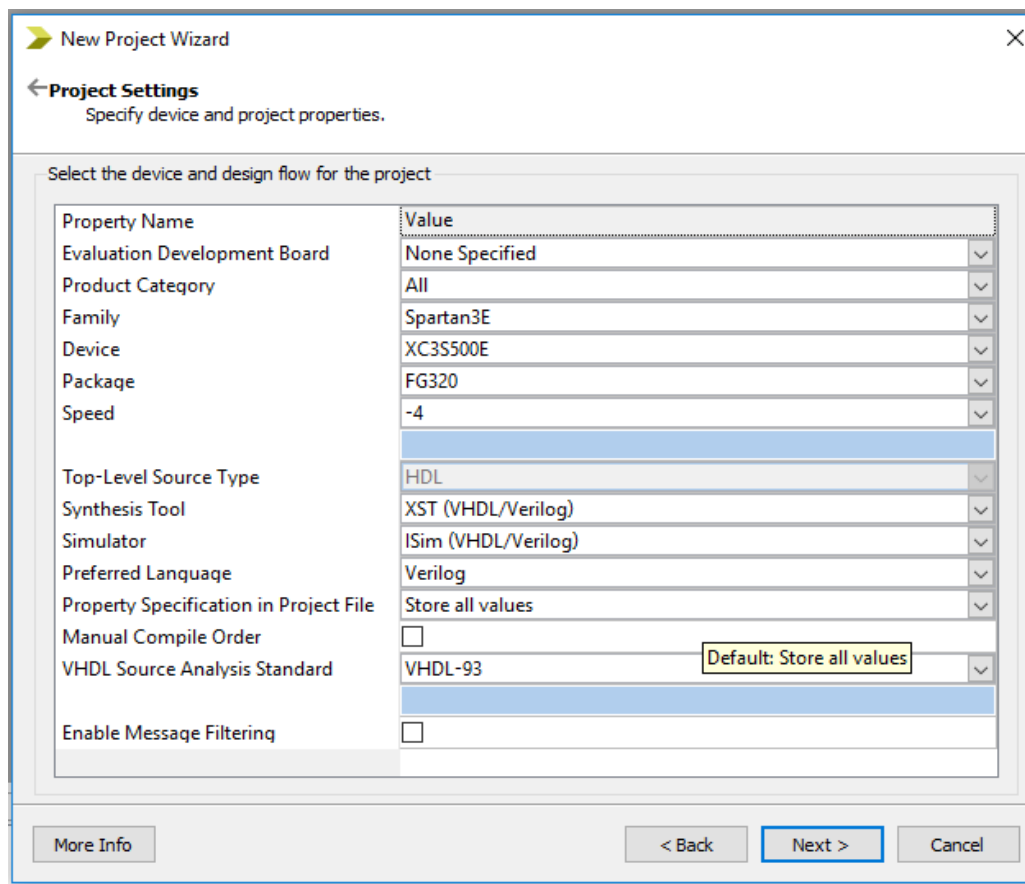 New Project Wizard
Project Settings
Specify device and project properties.
Select the device and design flow for the project
Property Name Value
Evaluation Development Board None Specified
Product Category All
Family Spartan3E
Device XC3S500E
Package FG320
Speed -4
Top-Level Source Type HDL
Synthesis Tool XST (VHDL/Verilog)
Simulator ISim (VHDL/Verilog)
Preferred Language Verilog
Property Specification in Project File Store all values
Manual Compile Order
Default: Store all values
VHDL Source Analysis Standard VHDL-93
Enable Message Filtering
More Info < Back Next > Cancel